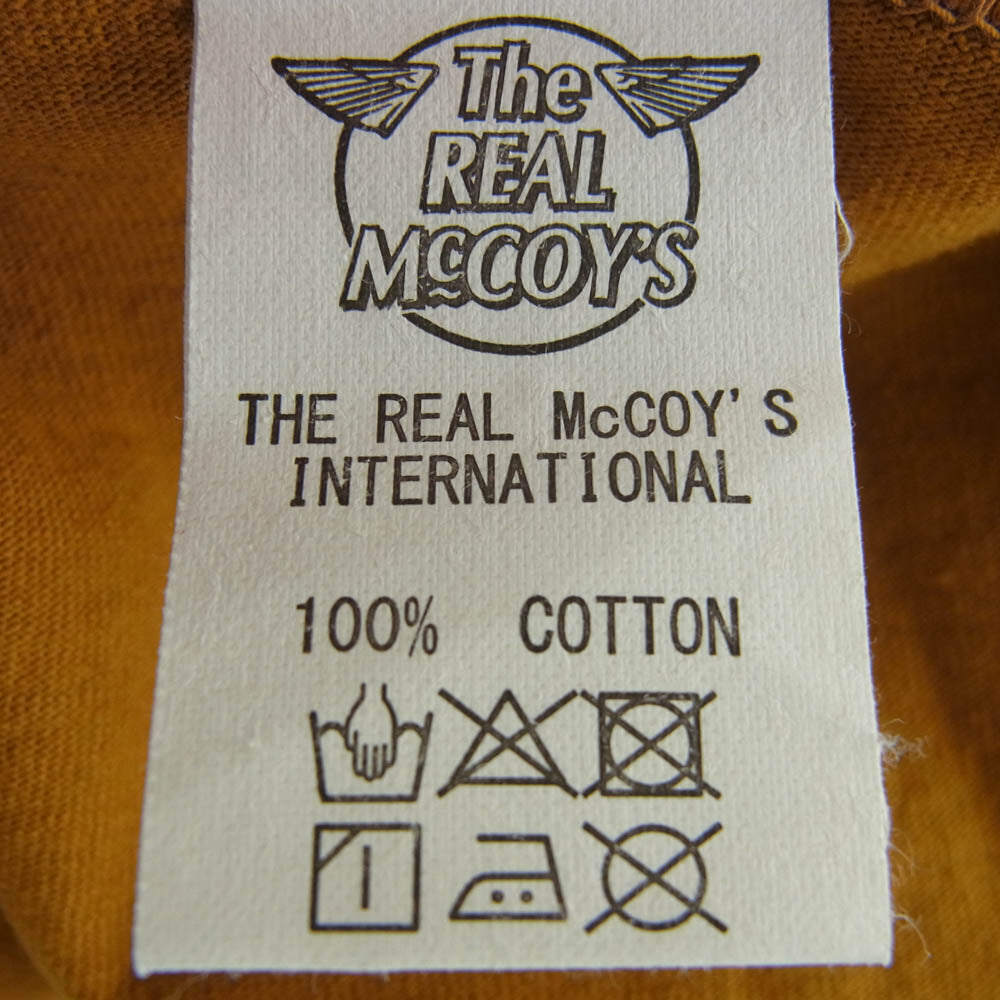 The
REAL
McCOY'S
THE REAL McCOY'S
INTERNATIONAL
100% COTTON